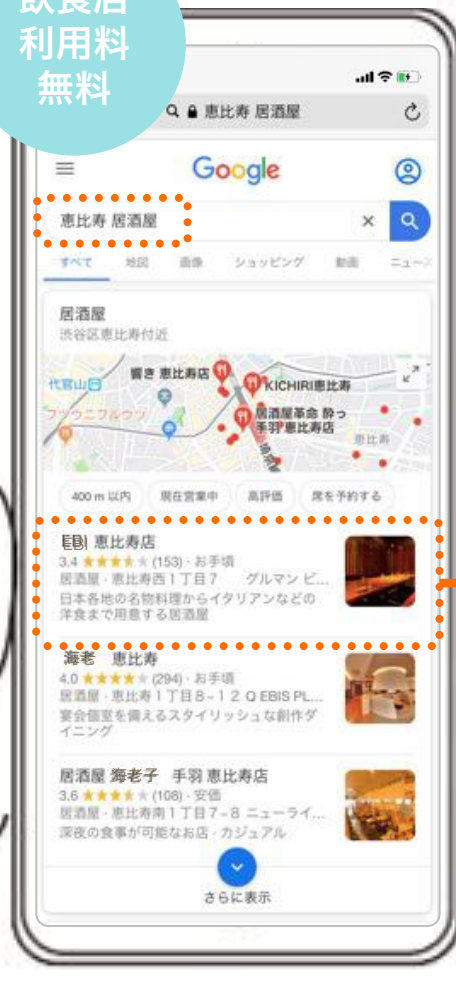 飲食店
利用料
無料
恵比寿 居酒屋
Google
恵比寿 居酒屋
すべて 地図 画像 ショッピング 動画 ニュース
居酒屋
渋谷区恵比寿付近
代官山
響き 恵比寿店
KICHIRI恵比寿
居酒屋革命 酔っ
手羽 恵比寿店
恵比寿
400 m 以内 現在営業中 高評価 席を予約する
EBI 恵比寿店
3.4 ★★★★★ (153)・お手頃
居酒屋・恵比寿西1丁目7 グルマン ビ...
日本各地の名物料理からイタリアンなどの
洋食まで用意する居酒屋
海老 恵比寿
4.0 ★★★★★ (294)・お手頃
居酒屋・恵比寿1丁目8-12 Q EBIS PL...
宴会個室を備えるスタイリッシュな創作ダ
イニング
居酒屋 海老子 手羽 恵比寿店
3.6 ★★★★★ (108)・安価
居酒屋・恵比寿南1丁目7-8 ニューライ...
深夜の食事が可能なお店・カジュアル
さらに表示